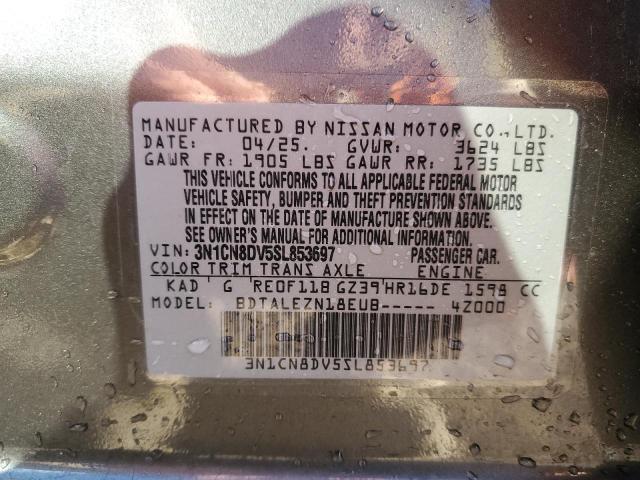 MANUFACTURED BY NISSAN MOTOR CO.,LTD.
DATE: 04/25. GVWR: 3624 LBS
GAWR FR: 1905 LBS GAWR RR: 1735 LBS
THIS VEHICLE CONFORMS TO ALL APPLICABLE FEDERAL MOTOR
VEHICLE SAFETY, BUMPER AND THEFT PREVENTION STANDARDS
IN EFFECT ON THE DATE OF MANUFACTURE SHOWN ABOVE.
SEE OWNER'S MANUAL FOR ADDITIONAL INFORMATION.
VIN: 3N1CN8DV5SL853697 PASSENGER CAR.
COLOR TRIM TRANS AXLE ENGINE
KAD G RE0F11B GZ39 HR16DE 1598 CC
MODEL BDTALEZN18EUB----- 4Z000
3N1CN8DV5SL853697